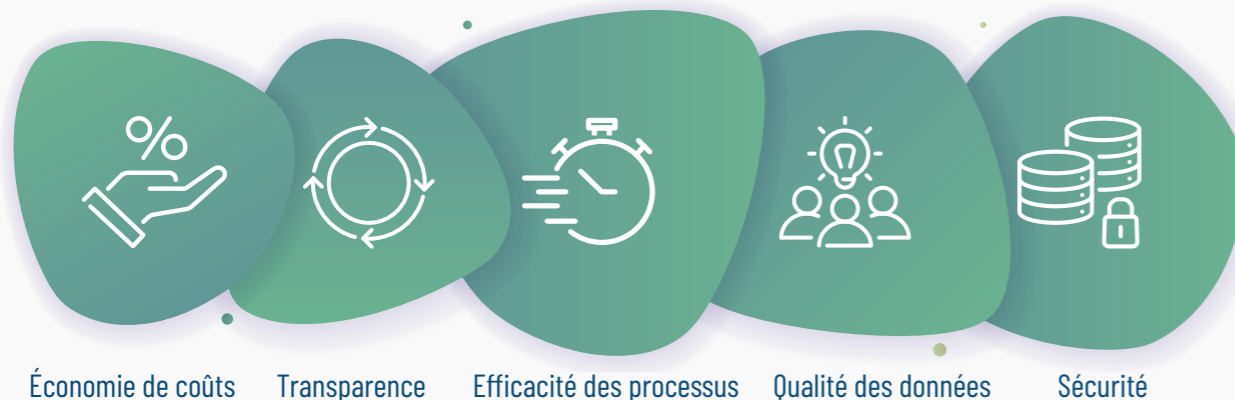 %
Économie de coûts
Transparence
Efficacité des processus
Qualité des données
Sécurité